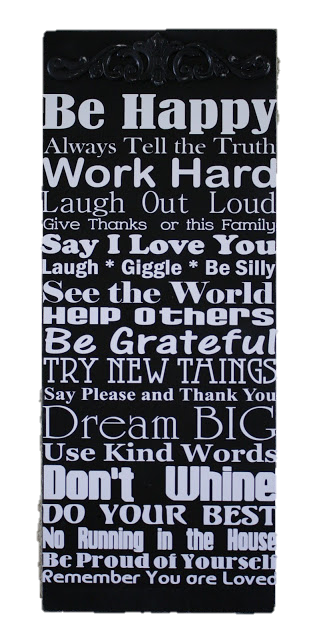 Be Happy
Always Tell the Truth
Work Hard
Laugh Out Loud
Give Thanks or this Family
Say I Love You
Laugh * Giggle * Be Silly
See the World
Help Others
Be Grateful
TRY NEW THINGS
Say Please and Thank You
Dream BIG
Use Kind Words
Don't Whine
DO YOUR BEST
No Running in the House
Be Proud of Yourself
Remember You are Loved